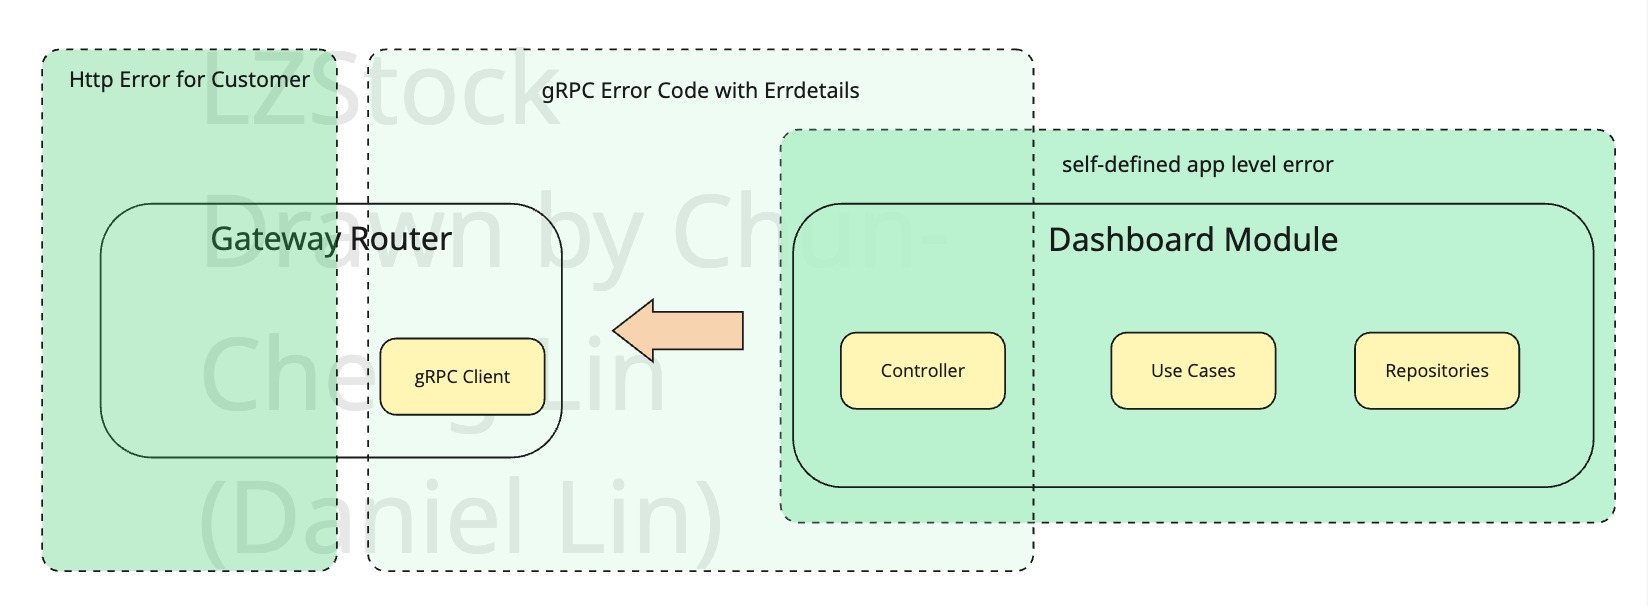 LZStock
Drawn by Chun-
Cheng Lin
(Daniel Lin)
Http Error for Customer
gRPC Error Code with Errdetails
self-defined app level error
Gateway Router
Dashboard Module
gRPC Client
Controller
Use Cases
Repositories